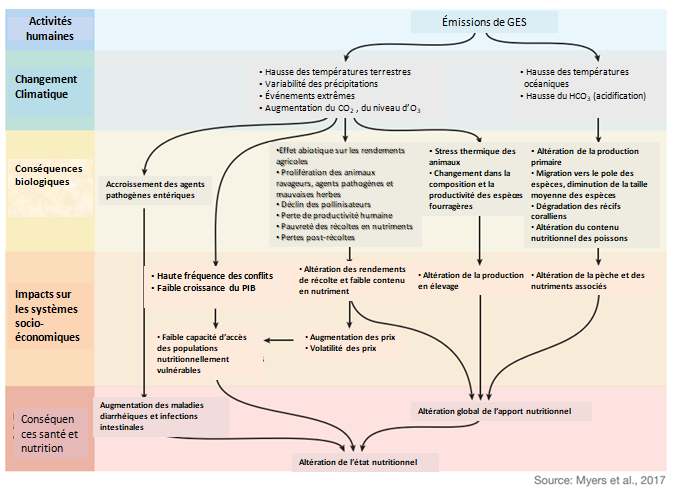 Activités
humaines
Émissions de GES
Changement
Climatique
• Hausse des températures terrestres
• Variabilité des précipitations
• Événements extrêmes
• Augmentation du CO₂ , du niveau d'O₃
• Hausse des températures
océaniques
• Hausse du HCO₃ (acidification)
Conséquences
biologiques
Accroissement des agents
pathogènes entériques
•Effet abiotique sur les rendements
agricoles
• Prolifération des animaux
ravageurs, agents pathogènes et
mauvaises herbes
• Déclin des pollinisateurs
• Perte de productivité humaine
• Pauvreté des récoltes en nutriments
• Pertes post-récoltes
• Stress thermique des
animaux
• Changement dans la
composition et la
productivité des espèces
fourragères
• Altération de la production
primaire
• Migration vers le pole des
espèces, diminution de la taille
moyenne des espèces
• Dégradation des récifs
coralliens
• Altération du contenu
nutritionnel des poissons
Impacts sur
les systèmes
socio-
économiques
• Haute fréquence des conflits
• Faible croissance du PIB
• Altération des rendements
de récolte et faible contenu
en nutriment
• Altération de la production
en élevage
• Altération de la pèche et des
nutriments associés
• Faible capacité d'accès
des populations
nutritionnellement
vulnérables
• Augmentation des prix
• Volatilité des prix
Conséquen
ces santé et
nutrition
Augmentation des maladies
diarrhéiques et infections
intestinales
Altération global de l'apport nutritionnel
Altération de l'état nutritionnel
Source: Myers et al., 2017